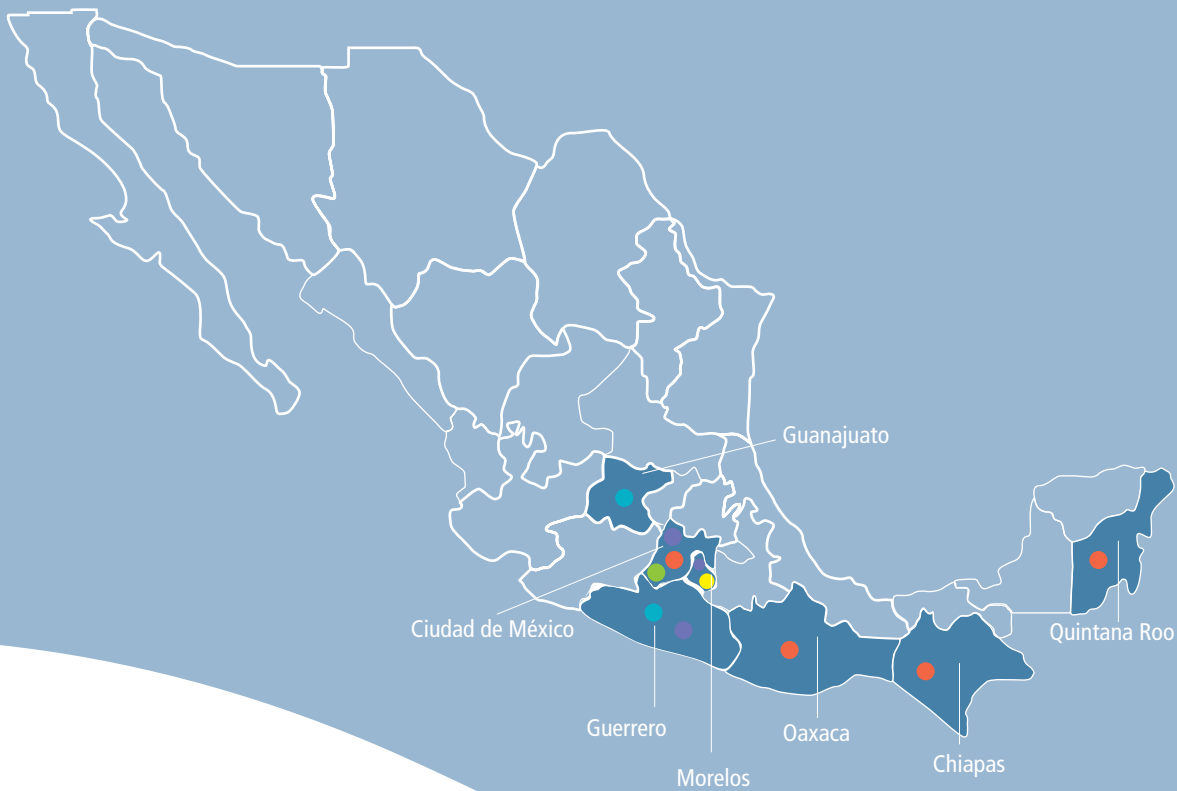 Guanajuato
Ciudad de México
Quintana Roo
Guerrero
Oaxaca
Chiapas
Morelos